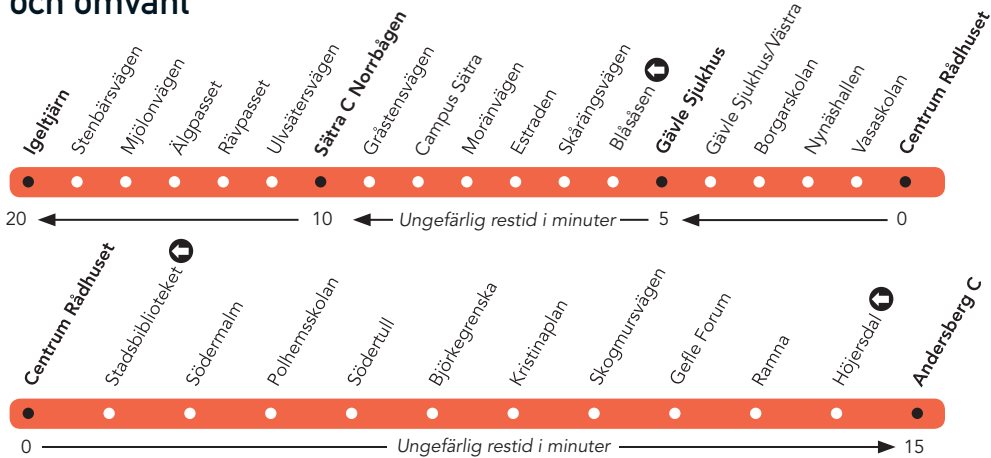 och omvänt
Igeltjärn
Stenbärsvägen
Mjölonvägen
Älgpasset
Rävpasset
Ulvsätersvägen
Sätra C Norrbågen
Gråstensvägen
Campus Sätra
Moränvägen
Estraden
Skårängsvägen
Blåsåsen
Gävle Sjukhus
Gävle Sjukhus/Västra
Borgarskolan
Nynäshallen
Vasaskolan
Centrum Rådhuset
20 10 Ungefärlig restid i minuter 5 0
Centrum Rådhuset
Stadsbiblioteket
Södermalm
Polhemsskolan
Södertull
Björkegrenska
Kristinaplan
Skogmursvägen
Gefle Forum
Ramna
Höjersdal
Andersberg C
0 Ungefärlig restid i minuter 15